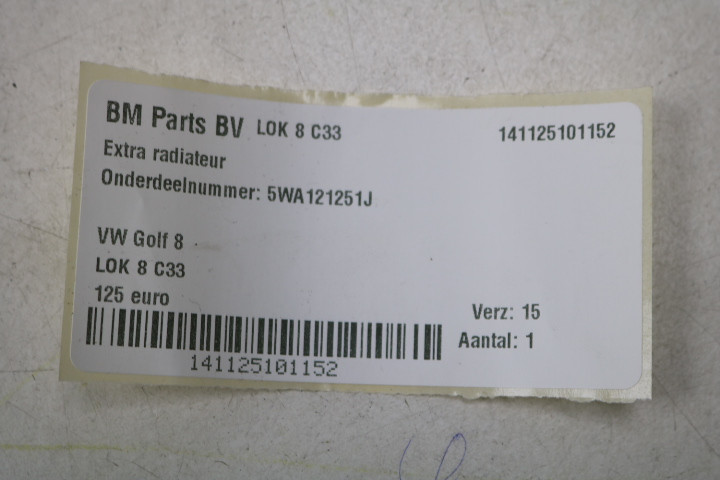 BM Parts BV LOK 8 C33 141125101152
Extra radiateur
Onderdeelnummer: 5WA121251J
VW Golf 8
LOK 8 C33
125 euro
Verz: 15
Aantal: 1
141125101152